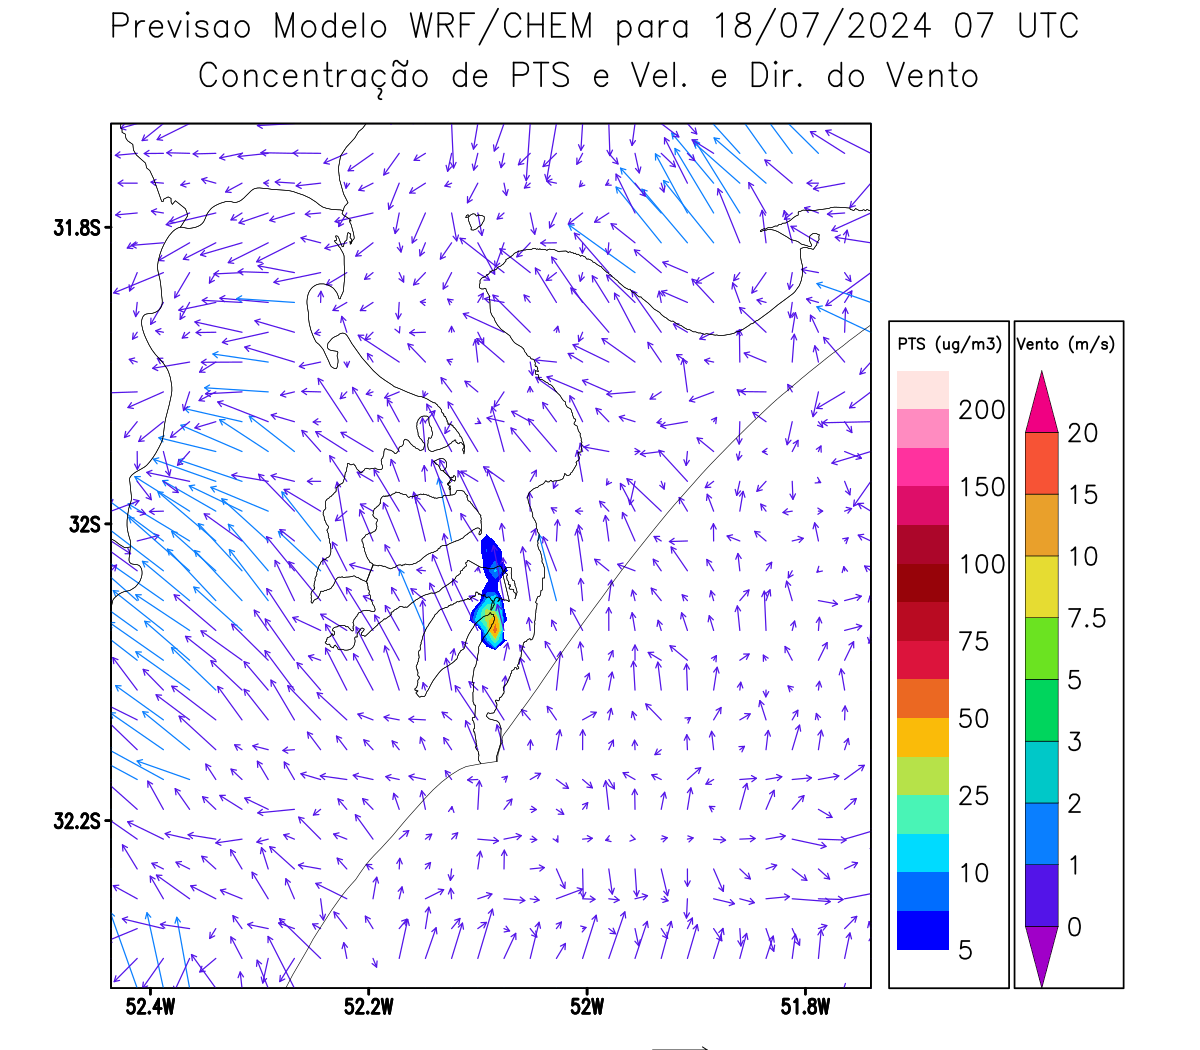 Previsao Modelo WRF/CHEM para 18/07/2024 07 UTC
Concentração de PTS e Vel. e Dir. do Vento
31.8S
32S
32.2S
52.4W 52.2W 52W 51.8W
PTS (ug/m3)
200
150
100
75
50
25
10
5
Vento (m/s)
20
15
10
7.5
5
3
2
1
0